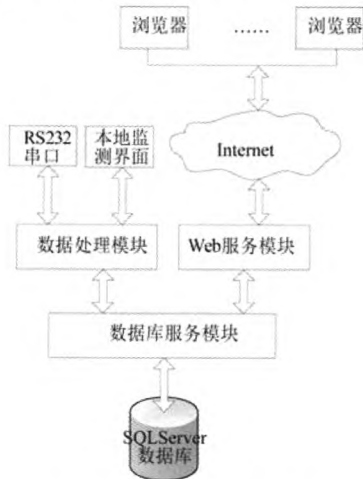 浏览器 ...... 浏览器
RS232
串口
本地监
测界面
Internet
数据处理模块
Web服务模块
数据库服务模块
SQLServer
数据库